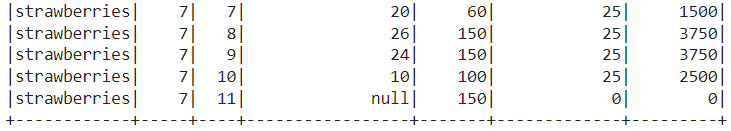 |strawberries|    7|   7|              20|     60|           25|     1500|
|strawberries|    7|   8|              26|    150|           25|     3750|
|strawberries|    7|   9|              24|    150|           25|     3750|
|strawberries|    7|  10|              10|    100|           25|     2500|
|strawberries|    7|  11|            null|    150|            0|        0|
+------------+-----+----+----------------+-------+-------------+---------+